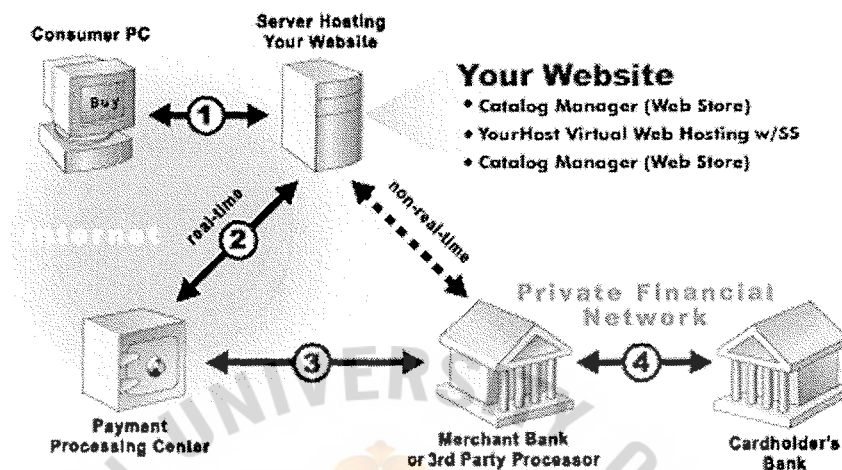 Consumer PC
Server Hosting
Your Website
Buy
1
Your Website
• Catalog Manager (Web Store)
• YourHost Virtual Web Hosting w/SS
• Catalog Manager (Web Store)
Internet
real-time
2
non-real-time
Private Financial
Network
3
4
Payment
Processing Center
Merchant Bank
or 3rd Party Processor
Cardholder's
Bank
UNIVERSITY